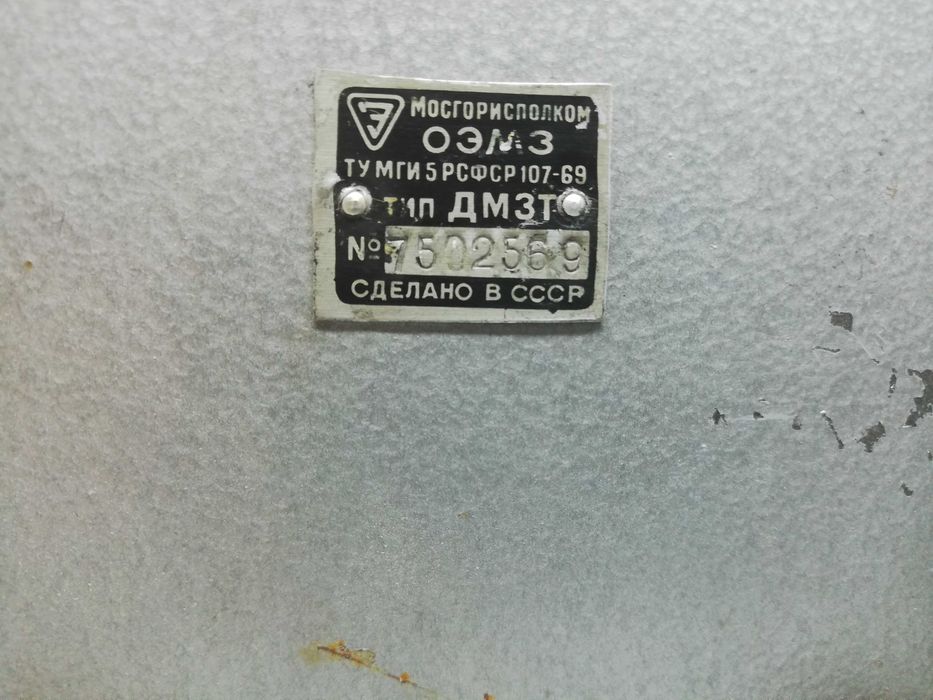 Э МОСГОРИСПОЛКОМ
ОЭМЗ
ТУ МГИ 5 РСФСР 107-69
ТИП ДМЗТ
№ 7502569
СДЕЛАНО В СССР